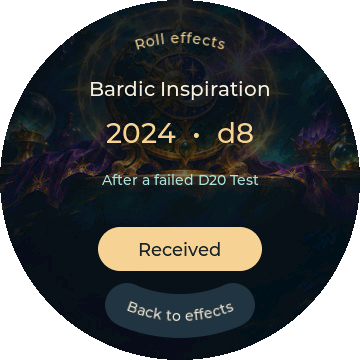 Roll effects
Bardic Inspiration
2024 • d8
After a failed D20 Test
Received
Back to effects